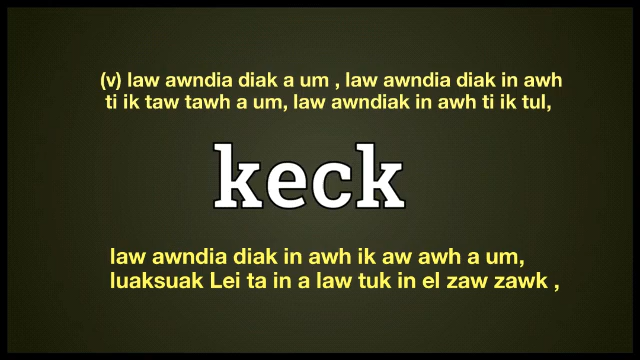 (v) law awndia diak a um , law awndia diak in awh
ti ik taw tawh a um, law awndiak in awh ti ik tul,
keck
law awndia diak in awh ik aw awh a um,
luaksuak Lei ta in a law tuk in el zaw zawk ,